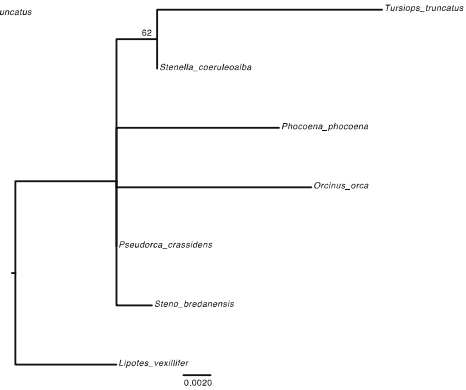 Tursiops_truncatus
uncatus
62
Stenella_coeruleoalba
Phocoena_phocoena
Orcinus_orca
Pseudorca_crassidens
Steno_bredanensis
Lipotes_vexillifer
0.0020